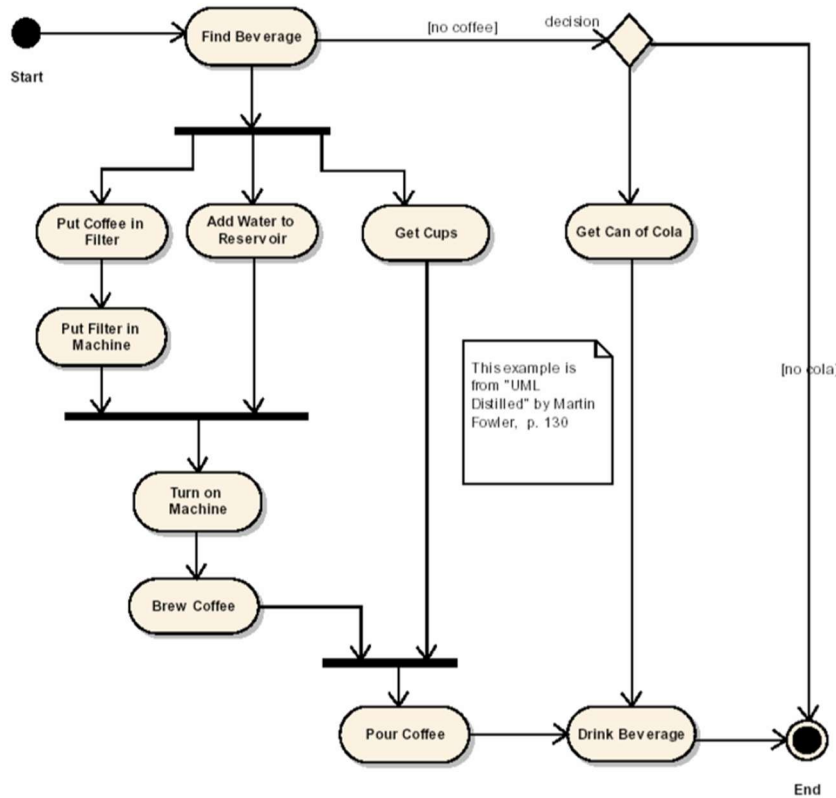 Find Beverage
[no coffee]
decision
Start
Put Coffee in
Filter
Add Water to
Reservoir
Get Cups
Get Can of Cola
Put Filter in
Machine
This example is
from "UML
Distilled" by Martin
Fowler, p. 130
[no cola]
Turn on
Machine
Brew Coffee
Pour Coffee
Drink Beverage
End